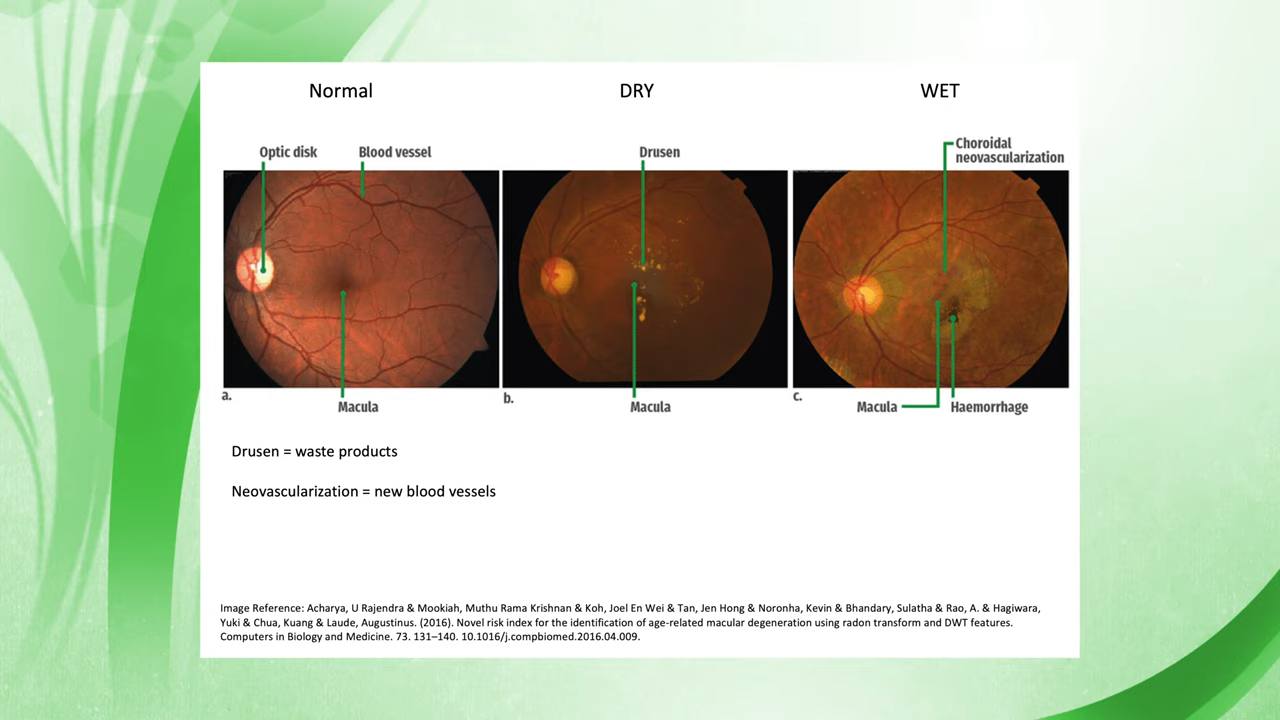 Normal
DRY
WET
Optic disk
Blood vessel
Drusen
Choroidal
neovascularization
a.
b.
c.
Macula
Macula
Macula
Haemorrhage
Drusen = waste products
Neovascularization = new blood vessels
Image Reference: Acharya, U Rajendra & Mookiah, Muthu Rama Krishnan & Koh, Joel En Wei & Tan, Jen Hong & Noronha, Kevin & Bhandary, Sulatha & Rao, A. & Hagiwara,
Yuki & Chua, Kuang & Laude, Augustinus. (2016). Novel risk index for the identification of age-related macular degeneration using radon transform and DWT features.
Computers in Biology and Medicine. 73. 131–140. 10.1016/j.compbiomed.2016.04.009.